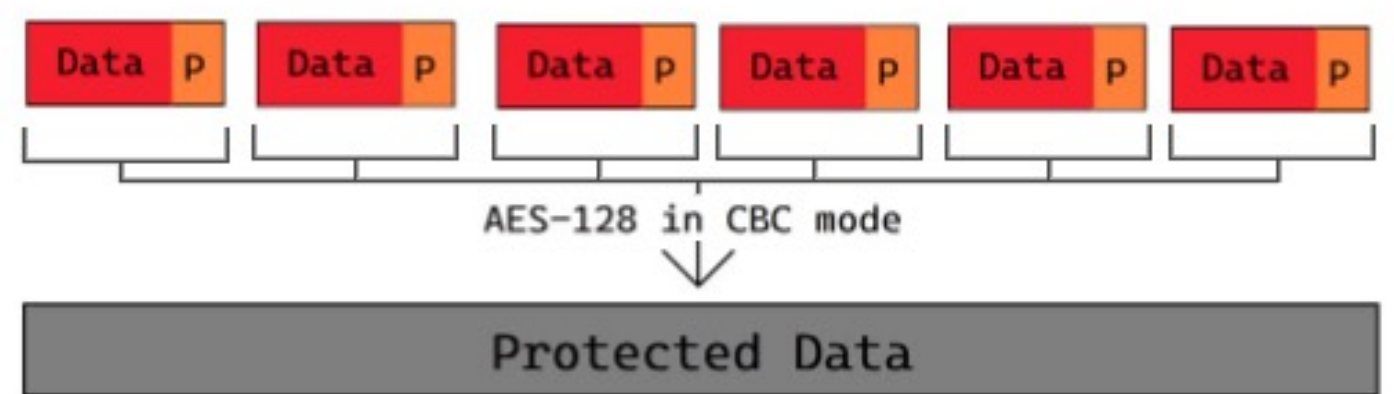 Data p Data p Data p Data p Data p Data p
AES-128 in CBC mode
Protected Data